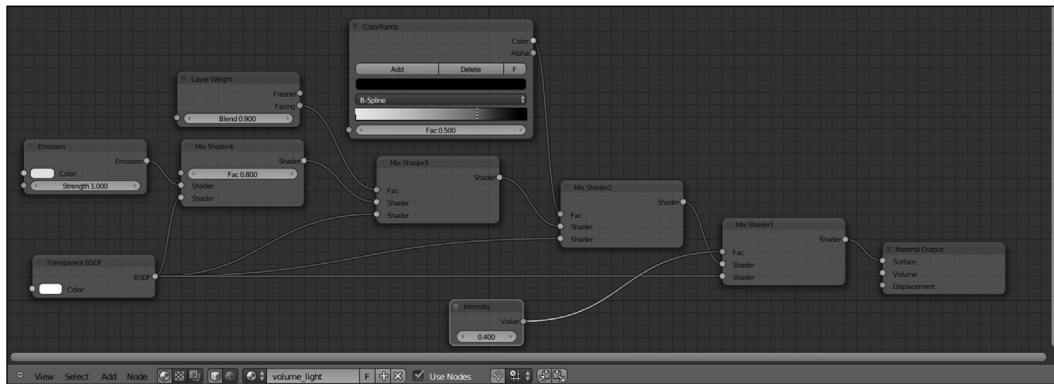 ColorRamp
Color
Alpha
Add Delete F
B-Spline
Fac 0.500
Layer Weight
Fresnel
Facing
Blend 0.900
Emission
Emission
Color
Strength 1.000
Mix Shader4
Shader
Fac 0.800
Shader
Shader
Mix Shader3
Shader
Fac
Shader
Shader
Mix Shader2
Shader
Fac
Shader
Shader
Mix Shader1
Shader
Fac
Shader
Shader
Material Output
Surface
Volume
Displacement
Transparent BSDF
BSDF
Color
Intensity
Value
0.400
View Select Add Node volume_light F Use Nodes